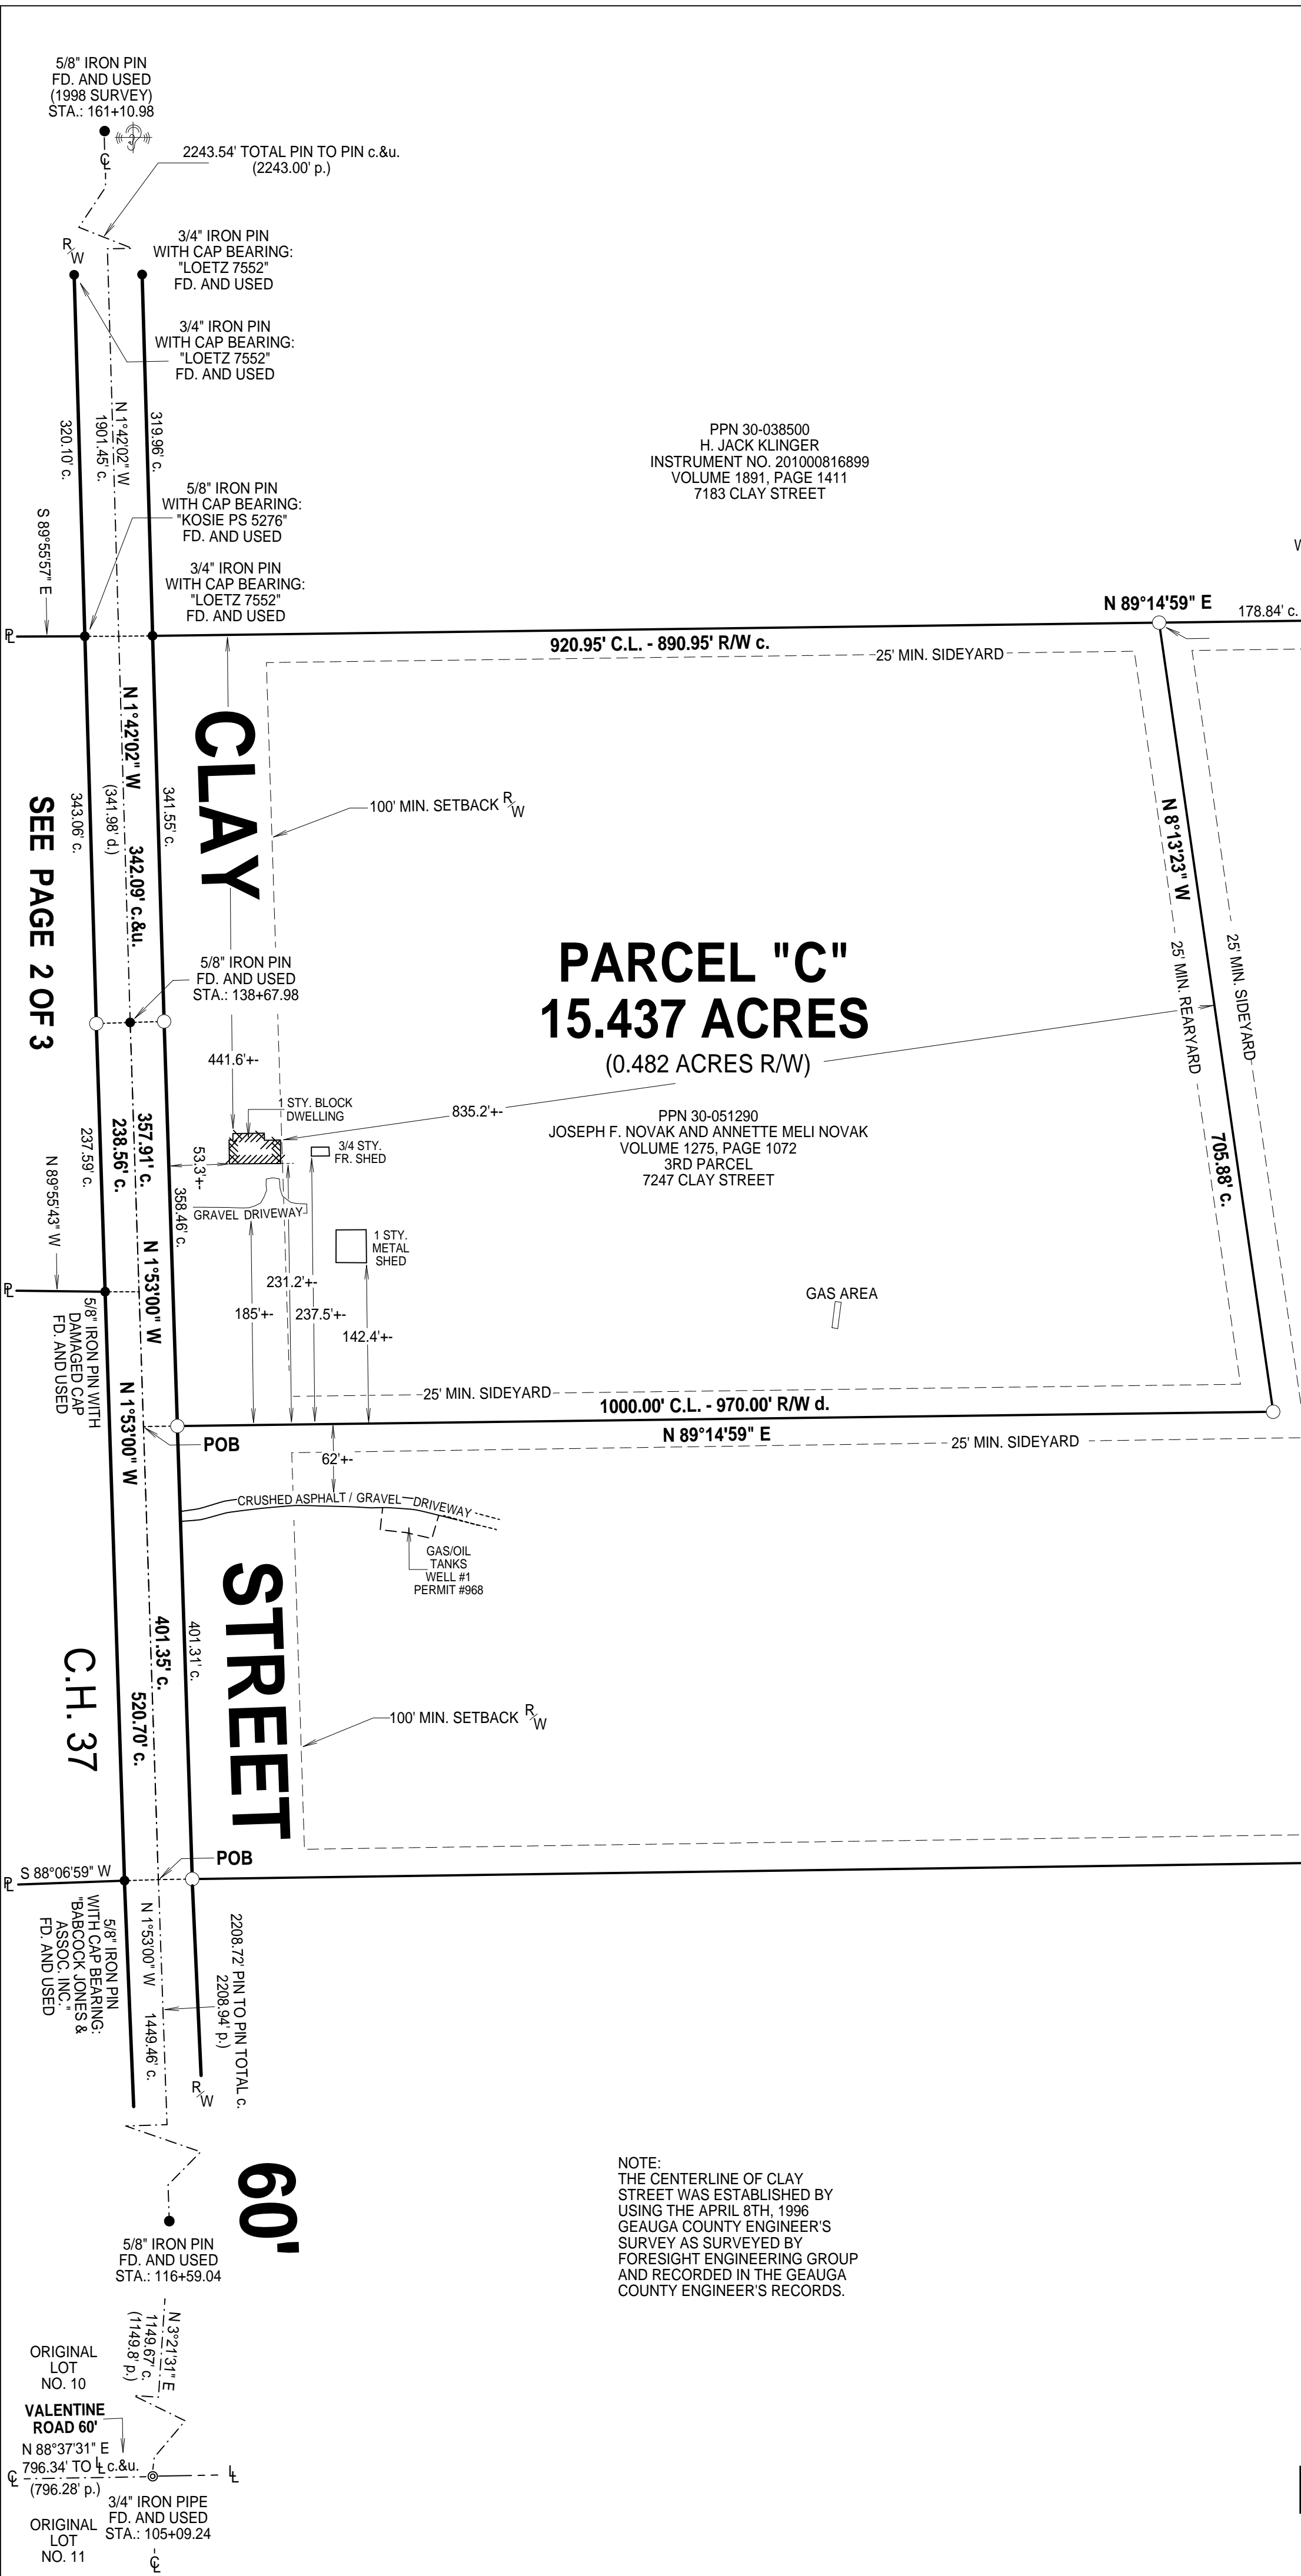 5/8" IRON PIN
FD. AND USED
(1998 SURVEY)
STA.: 161+10.98
℄
2243.54' TOTAL PIN TO PIN c.&u.
(2243.00' p.)
R/W
3/4" IRON PIN
WITH CAP BEARING:
"LOETZ 7552"
FD. AND USED
3/4" IRON PIN
WITH CAP BEARING:
"LOETZ 7552"
FD. AND USED
320.10' c.
N 1°42'02" W
1901.45' c.
319.96' c.
PPN 30-038500
H. JACK KLINGER
INSTRUMENT NO. 201000816899
VOLUME 1891, PAGE 1411
7183 CLAY STREET
5/8" IRON PIN
WITH CAP BEARING:
"KOSIE PS 5276"
FD. AND USED
S 89°55'57" E
3/4" IRON PIN
WITH CAP BEARING:
"LOETZ 7552"
FD. AND USED
W
N 89°14'59" E
178.84' c.
PL
920.95' C.L. - 890.95' R/W c.
25' MIN. SIDEYARD
N 1°42'02" W
342.09' c.&u.
(341.98' d.)
343.06' c.
341.55' c.
CLAY
100' MIN. SETBACK R/W
SEE PAGE 2 OF 3
N 8°13'23" W
705.88' c.
25' MIN. REARYARD
25' MIN. SIDEYARD
5/8" IRON PIN
FD. AND USED
STA.: 138+67.98
PARCEL "C"
15.437 ACRES
(0.482 ACRES R/W)
441.6'+-
1 STY. BLOCK
DWELLING
835.2'+-
PPN 30-051290
JOSEPH F. NOVAK AND ANNETTE MELI NOVAK
VOLUME 1275, PAGE 1072
3RD PARCEL
7247 CLAY STREET
3/4 STY.
FR. SHED
53.3'+-
357.91' c.
238.56' c.
237.59' c.
358.46' c.
N 89°55'43" W
GRAVEL DRIVEWAY
1 STY.
METAL
SHED
N 1°53'00" W
231.2'+-
185'+-
237.5'+-
142.4'+-
GAS AREA
PL
5/8" IRON PIN WITH
DAMAGED CAP
FD. AND USED
N 1°53'00" W
25' MIN. SIDEYARD
1000.00' C.L. - 970.00' R/W d.
N 89°14'59" E
25' MIN. SIDEYARD
POB
62'+-
CRUSHED ASPHALT / GRAVEL DRIVEWAY
GAS/OIL
TANKS
WELL #1
PERMIT #968
STREET
401.35' c.
401.31' c.
520.70' c.
C.H. 37
100' MIN. SETBACK R/W
POB
S 88°06'59" W
PL
5/8" IRON PIN
WITH CAP BEARING:
"BABCOCK JONES &
ASSOC. INC."
FD. AND USED
N 1°53'00" W
1449.46' c.
2208.72' PIN TO PIN TOTAL c.
2208.94' p.)
R/W
60'
NOTE:
THE CENTERLINE OF CLAY
STREET WAS ESTABLISHED BY
USING THE APRIL 8TH, 1996
GEAUGA COUNTY ENGINEER'S
SURVEY AS SURVEYED BY
FORESIGHT ENGINEERING GROUP
AND RECORDED IN THE GEAUGA
COUNTY ENGINEER'S RECORDS.
5/8" IRON PIN
FD. AND USED
STA.: 116+59.04
N 3°21'31" E
1149.67' c.
(1149.8' p.)
ORIGINAL
LOT
NO. 10
VALENTINE
ROAD 60'
N 88°37'31" E
796.34' TO LL c.&u.
℄
(796.28' p.)
LL
3/4" IRON PIPE
FD. AND USED
STA.: 105+09.24
ORIGINAL
LOT
NO. 11
℄